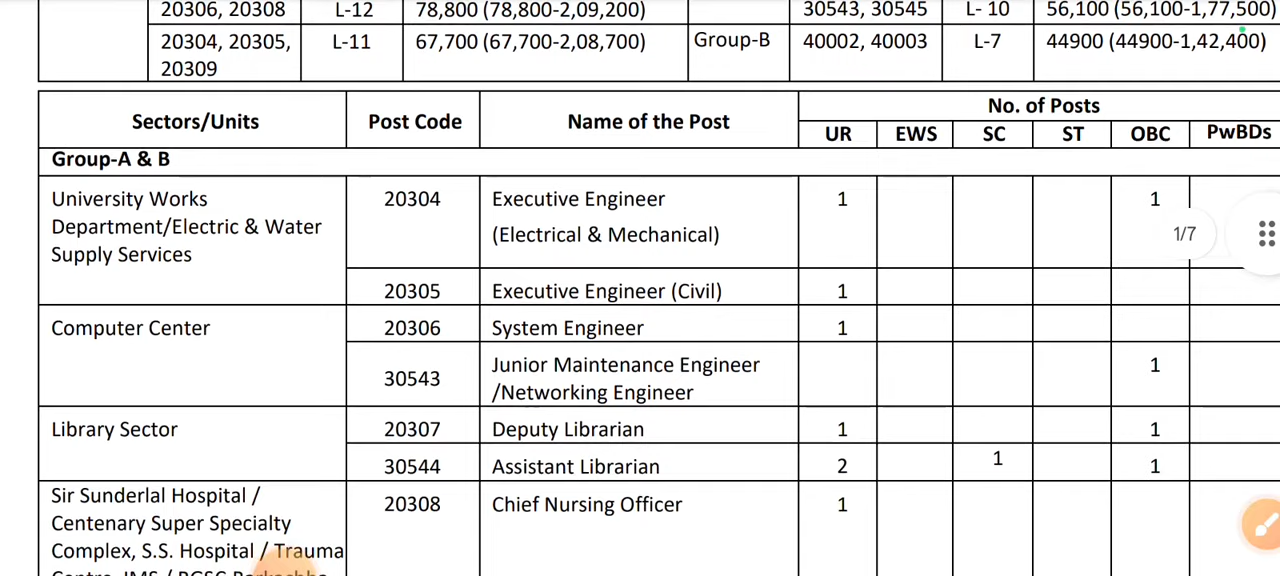 20306, 20308 L-12 78,800 (78,800-2,09,200) 30543, 30545 L- 10 56,100 (56,100-1,77,500)
20304, 20305, L-11 67,700 (67,700-2,08,700) Group-B 40002, 40003 L-7 44900 (44900-1,42,400)
20309
Sectors/Units Post Code Name of the Post No. of Posts
UR EWS SC ST OBC PwBDs
Group-A & B
University Works 20304 Executive Engineer 1 1
Department/Electric & Water (Electrical & Mechanical) 1/7
Supply Services
20305 Executive Engineer (Civil) 1
Computer Center 20306 System Engineer 1
30543 Junior Maintenance Engineer 1
/Networking Engineer
Library Sector 20307 Deputy Librarian 1 1
30544 Assistant Librarian 2 1 1
Sir Sunderlal Hospital / 20308 Chief Nursing Officer 1
Centenary Super Specialty
Complex, S.S. Hospital / Trauma